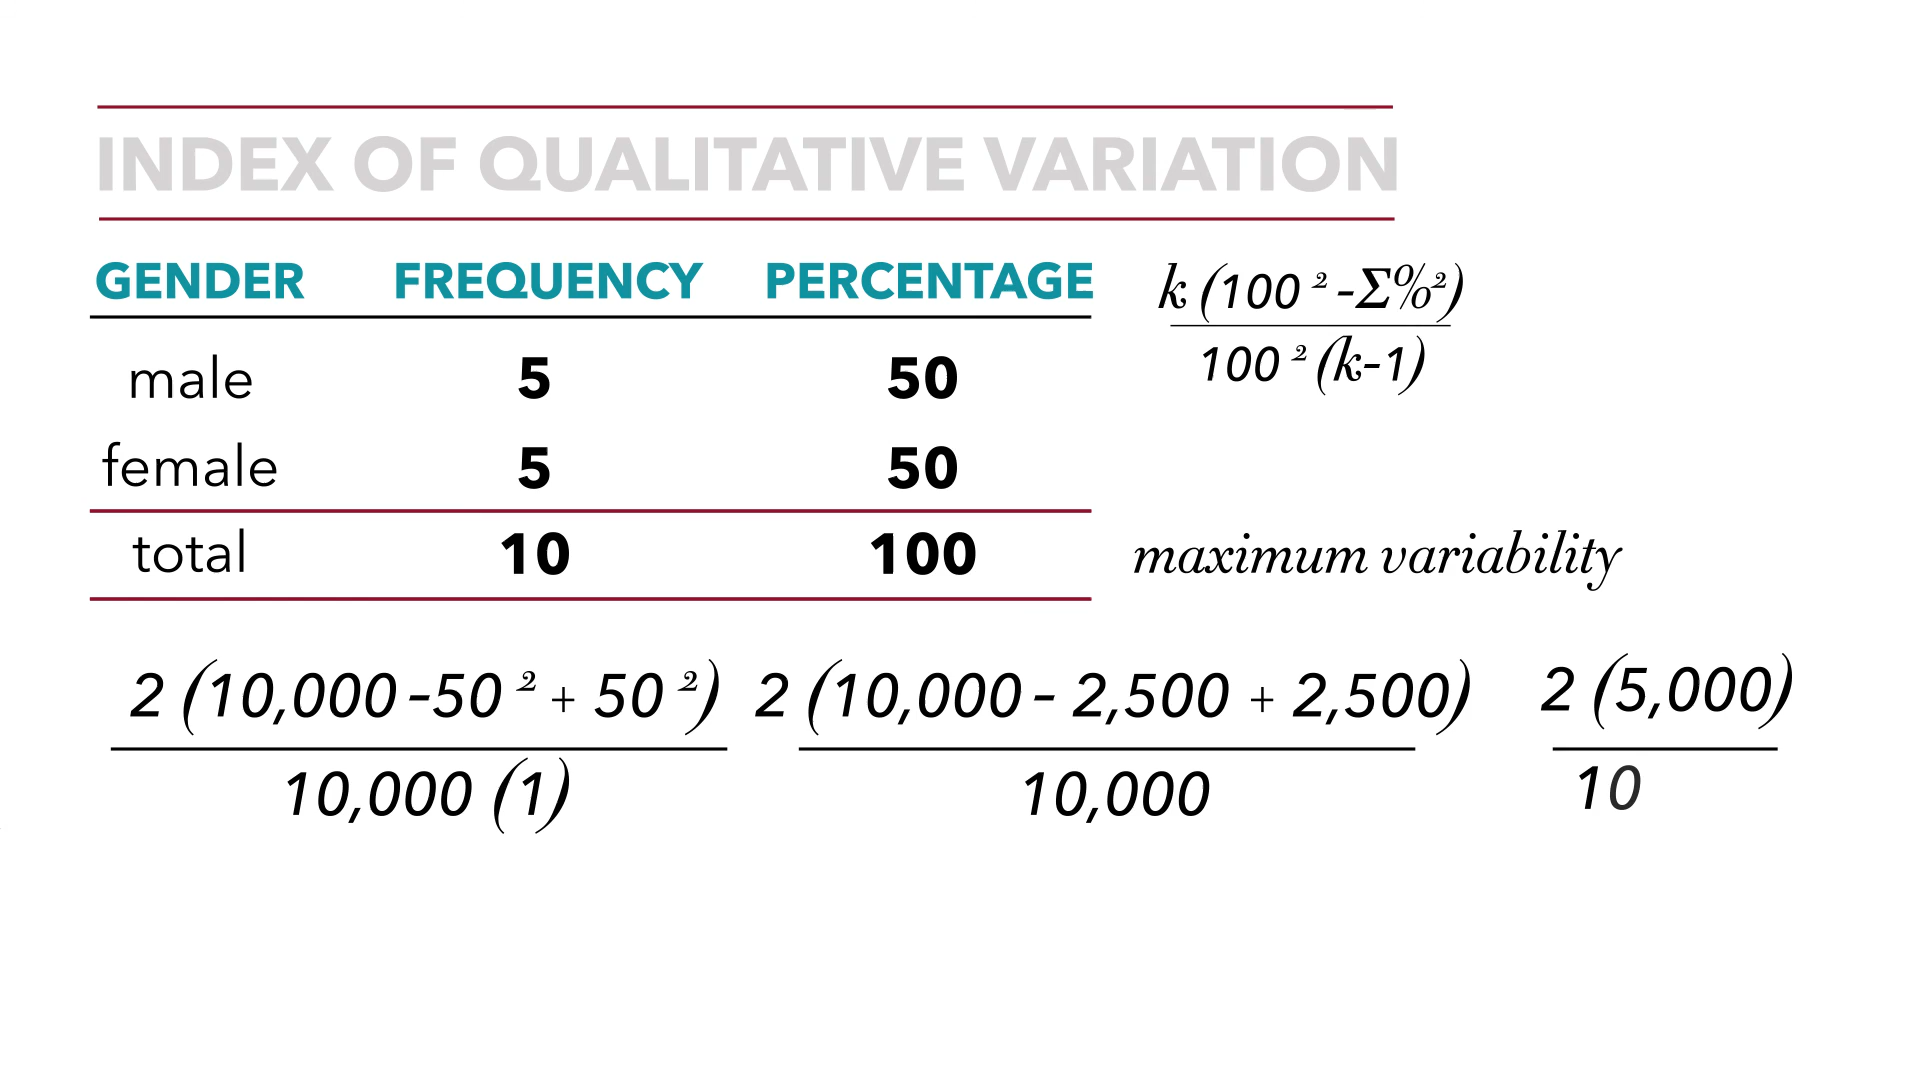 INDEX OF QUALITATIVE VARIATION
GENDER FREQUENCY PERCENTAGE
male 5 50
female 5 50
total 10 100
k (100² -Σ%²)
100² (k-1)
maximum variability
2 (10,000 -50² + 50²)
10,000 (1)
2 (10,000 - 2,500 + 2,500)
10,000
2 (5,000)
10